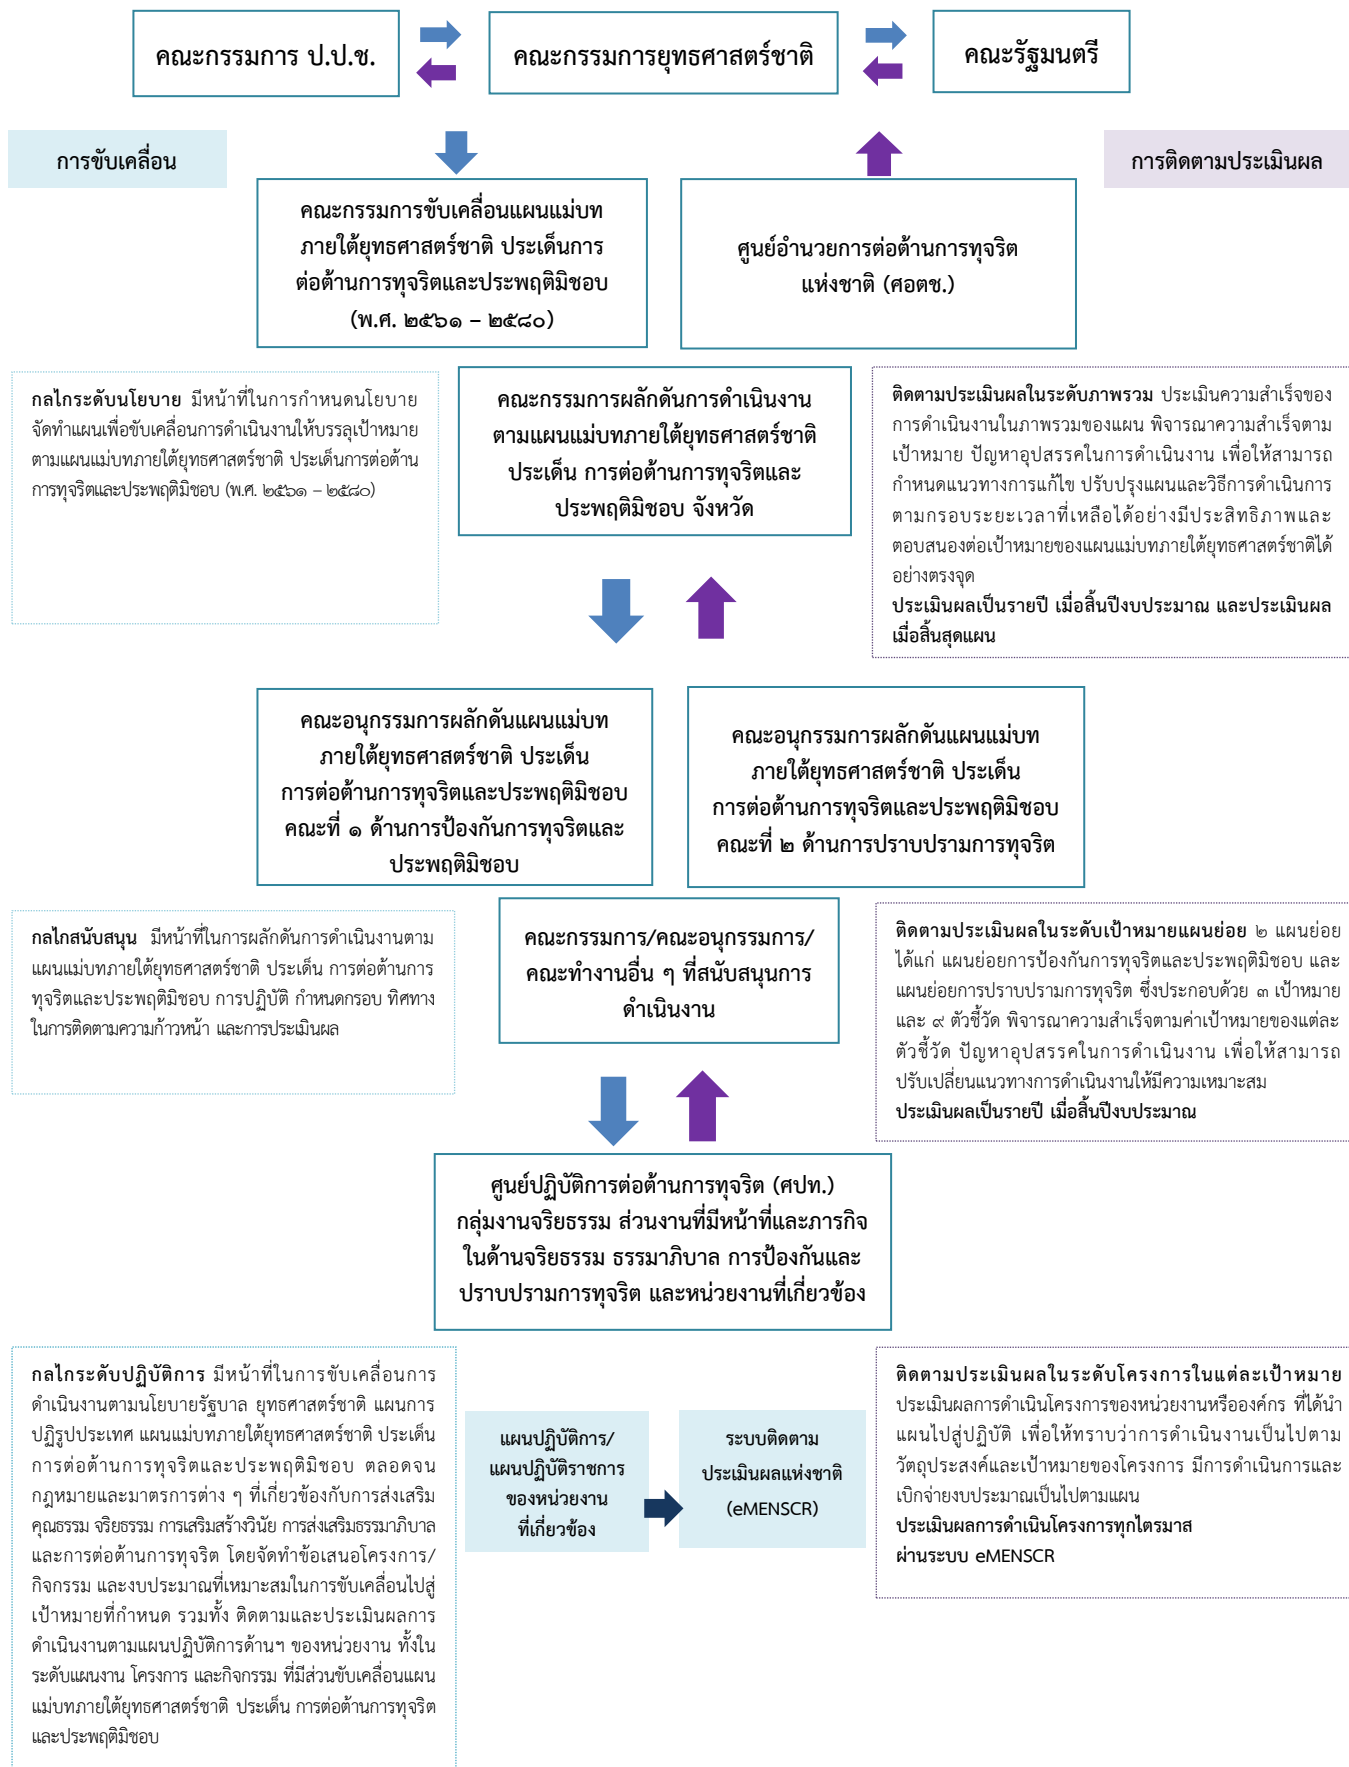 คณะกรรมการ ป.ป.ช.
คณะกรรมการยุทธศาสตร์ชาติ
คณะรัฐมนตรี
การขับเคลื่อน
การติดตามประเมินผล
คณะกรรมการขับเคลื่อนแผนแม่บท
ภายใต้ยุทธศาสตร์ชาติ ประเด็นการ
ต่อต้านการทุจริตและประพฤติมิชอบ
(พ.ศ. ๒๕๖๑ – ๒๕๘๐)
ศูนย์อำนวยการต่อต้านการทุจริต
แห่งชาติ (ศอตช.)
กลไกระดับนโยบาย มีหน้าที่ในการกำหนดนโยบาย
จัดทำแผนเพื่อขับเคลื่อนการดำเนินงานให้บรรลุเป้าหมาย
ตามแผนแม่บทภายใต้ยุทธศาสตร์ชาติ ประเด็นการต่อต้าน
การทุจริตและประพฤติมิชอบ (พ.ศ. ๒๕๖๑ – ๒๕๘๐)
คณะกรรมการผลักดันการดำเนินงาน
ตามแผนแม่บทภายใต้ยุทธศาสตร์ชาติ
ประเด็น การต่อต้านการทุจริตและ
ประพฤติมิชอบ จังหวัด
ติดตามประเมินผลในระดับภาพรวม ประเมินความสำเร็จของ
การดำเนินงานในภาพรวมของแผน พิจารณาความสำเร็จตาม
เป้าหมาย ปัญหาอุปสรรคในการดำเนินงาน เพื่อให้สามารถ
กำหนดแนวทางการแก้ไข ปรับปรุงแผนและวิธีการดำเนินการ
ตามกรอบระยะเวลาที่เหลือได้อย่างมีประสิทธิภาพและ
ตอบสนองต่อเป้าหมายของแผนแม่บทภายใต้ยุทธศาสตร์ชาติได้
อย่างตรงจุด
ประเมินผลเป็นรายปี เมื่อสิ้นปีงบประมาณ และประเมินผล
เมื่อสิ้นสุดแผน
คณะอนุกรรมการผลักดันแผนแม่บท
ภายใต้ยุทธศาสตร์ชาติ ประเด็น
การต่อต้านการทุจริตและประพฤติมิชอบ
คณะที่ ๑ ด้านการป้องกันการทุจริตและ
ประพฤติมิชอบ
คณะอนุกรรมการผลักดันแผนแม่บท
ภายใต้ยุทธศาสตร์ชาติ ประเด็น
การต่อต้านการทุจริตและประพฤติมิชอบ
คณะที่ ๒ ด้านการปราบปรามการทุจริต
กลไกสนับสนุน มีหน้าที่ในการผลักดันการดำเนินงานตาม
แผนแม่บทภายใต้ยุทธศาสตร์ชาติ ประเด็น การต่อต้านการ
ทุจริตและประพฤติมิชอบ การปฏิบัติ กำหนดกรอบ ทิศทาง
ในการติดตามความก้าวหน้า และการประเมินผล
คณะกรรมการ/คณะอนุกรรมการ/
คณะทำงานอื่น ๆ ที่สนับสนุนการ
ดำเนินงาน
ติดตามประเมินผลในระดับเป้าหมายแผนย่อย ๒ แผนย่อย
ได้แก่ แผนย่อยการป้องกันการทุจริตและประพฤติมิชอบ และ
แผนย่อยการปราบปรามการทุจริต ซึ่งประกอบด้วย ๓ เป้าหมาย
และ ๙ ตัวชี้วัด พิจารณาความสำเร็จตามค่าเป้าหมายของแต่ละ
ตัวชี้วัด ปัญหาอุปสรรคในการดำเนินงาน เพื่อให้สามารถ
ปรับเปลี่ยนแนวทางการดำเนินงานให้มีความเหมาะสม
ประเมินผลเป็นรายปี เมื่อสิ้นปีงบประมาณ
ศูนย์ปฏิบัติการต่อต้านการทุจริต (ศปท.)
กลุ่มงานจริยธรรม ส่วนงานที่มีหน้าที่และภารกิจ
ในด้านจริยธรรม ธรรมาภิบาล การป้องกันและ
ปราบปรามการทุจริต และหน่วยงานที่เกี่ยวข้อง
กลไกระดับปฏิบัติการ มีหน้าที่ในการขับเคลื่อนการ
ดำเนินงานตามนโยบายรัฐบาล ยุทธศาสตร์ชาติ แผนการ
ปฏิรูปประเทศ แผนแม่บทภายใต้ยุทธศาสตร์ชาติ ประเด็น
การต่อต้านการทุจริตและประพฤติมิชอบ ตลอดจน
กฎหมายและมาตรการต่าง ๆ ที่เกี่ยวข้องกับการส่งเสริม
คุณธรรม จริยธรรม การเสริมสร้างวินัย การส่งเสริมธรรมาภิบาล
และการต่อต้านการทุจริต โดยจัดทำข้อเสนอโครงการ/
กิจกรรม และงบประมาณที่เหมาะสมในการขับเคลื่อนไปสู่
เป้าหมายที่กำหนด รวมทั้ง ติดตามและประเมินผลการ
ดำเนินงานตามแผนปฏิบัติการด้านฯ ของหน่วยงาน ทั้งใน
ระดับแผนงาน โครงการ และกิจกรรม ที่มีส่วนขับเคลื่อนแผน
แม่บทภายใต้ยุทธศาสตร์ชาติ ประเด็น การต่อต้านการทุจริต
และประพฤติมิชอบ
แผนปฏิบัติการ/
แผนปฏิบัติราชการ
ของหน่วยงาน
ที่เกี่ยวข้อง
ระบบติดตาม
ประเมินผลแห่งชาติ
(eMENSCR)
ติดตามประเมินผลในระดับโครงการในแต่ละเป้าหมาย
ประเมินผลการดำเนินโครงการของหน่วยงานหรือองค์กร ที่ได้นำ
แผนไปสู่ปฏิบัติ เพื่อให้ทราบว่าการดำเนินงานเป็นไปตาม
วัตถุประสงค์และเป้าหมายของโครงการ มีการดำเนินการและ
เบิกจ่ายงบประมาณเป็นไปตามแผน
ประเมินผลการดำเนินโครงการทุกไตรมาส
ผ่านระบบ eMENSCR